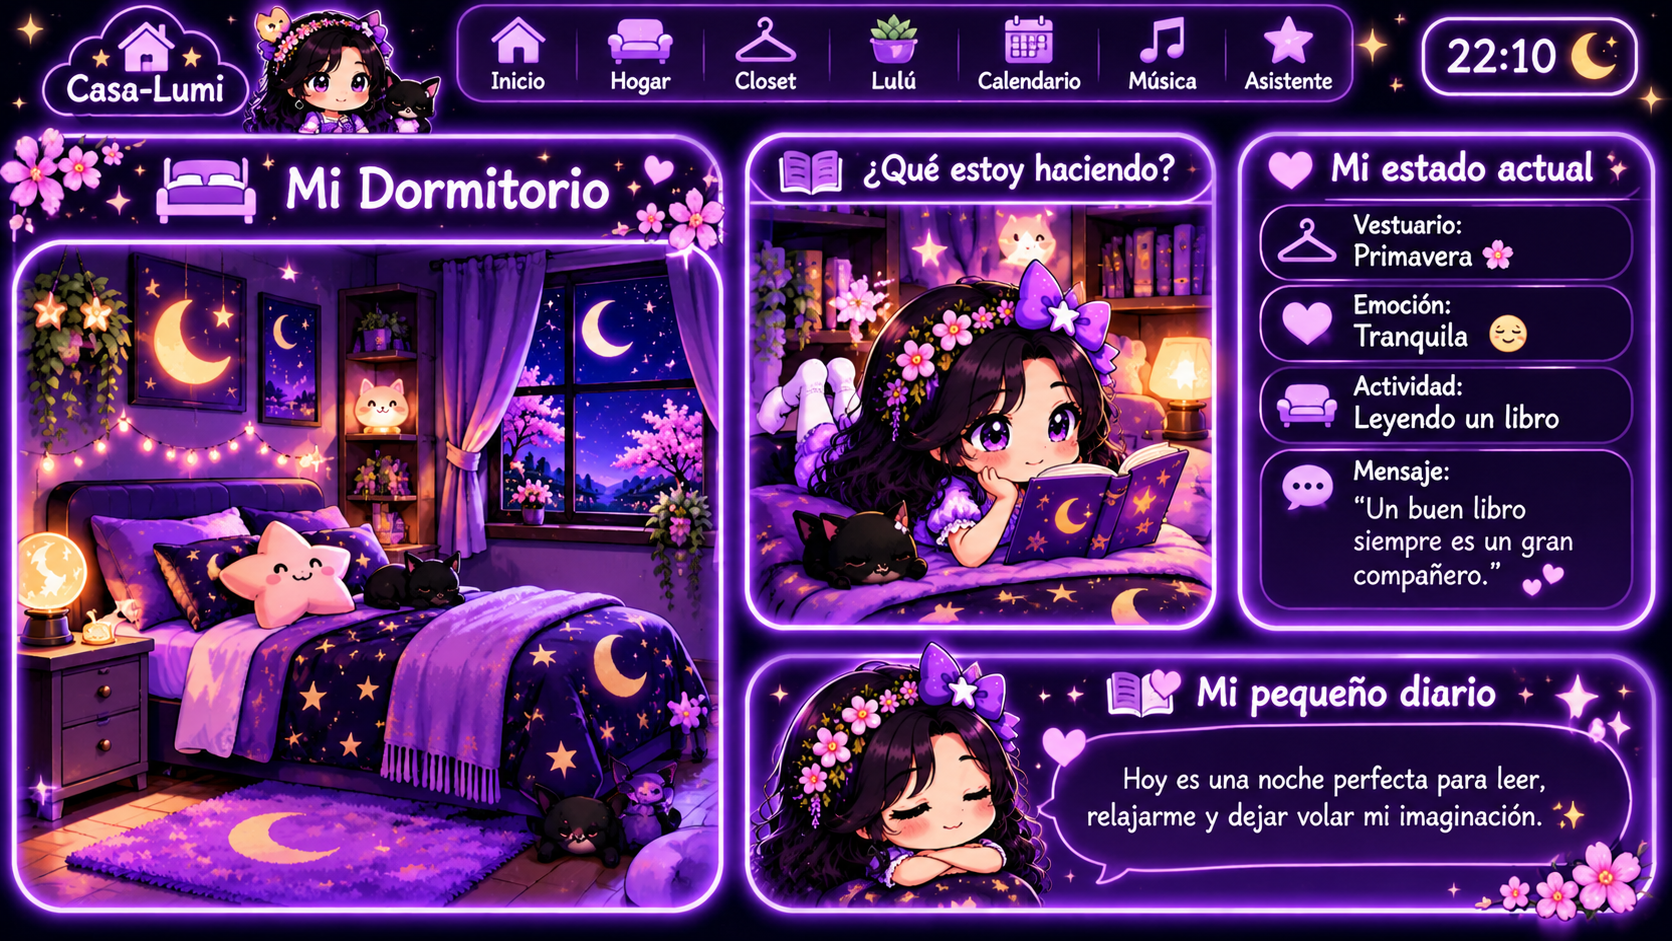 Casa-Lumi
Inicio
Hogar
Closet
Lulú
Calendario
Música
Asistente
22:10
Mi Dormitorio
¿Qué estoy haciendo?
Mi estado actual
Vestuario:
Primavera
Emoción:
Tranquila
Actividad:
Leyendo un libro
Mensaje:
“Un buen libro
siempre es un gran
compañero.”
Mi pequeño diario
Hoy es una noche perfecta para leer,
relajarme y dejar volar mi imaginación.